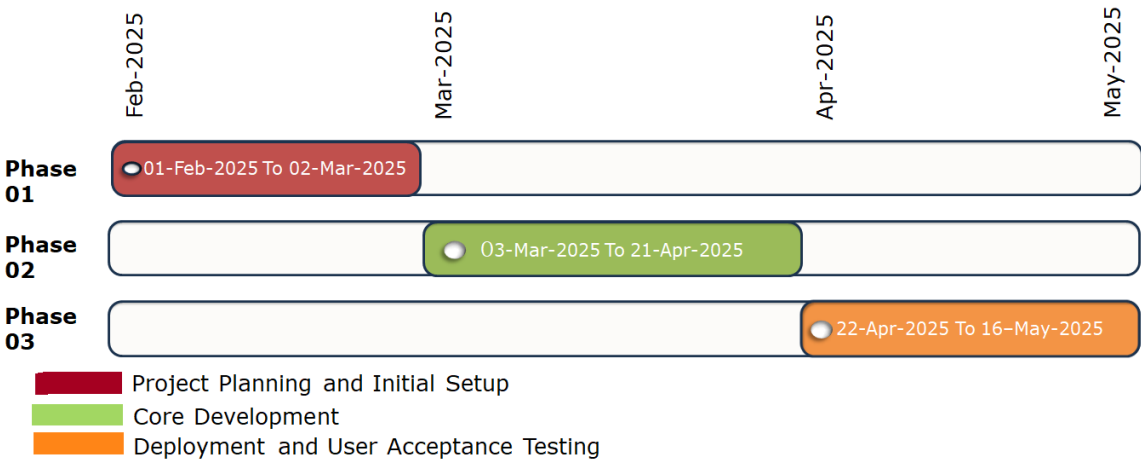 Feb-2025
Mar-2025
Apr-2025
May-2025
Phase
01
01-Feb-2025 To 02-Mar-2025
Phase
02
03-Mar-2025 To 21-Apr-2025
Phase
03
22-Apr-2025 To 16–May-2025
Project Planning and Initial Setup
Core Development
Deployment and User Acceptance Testing